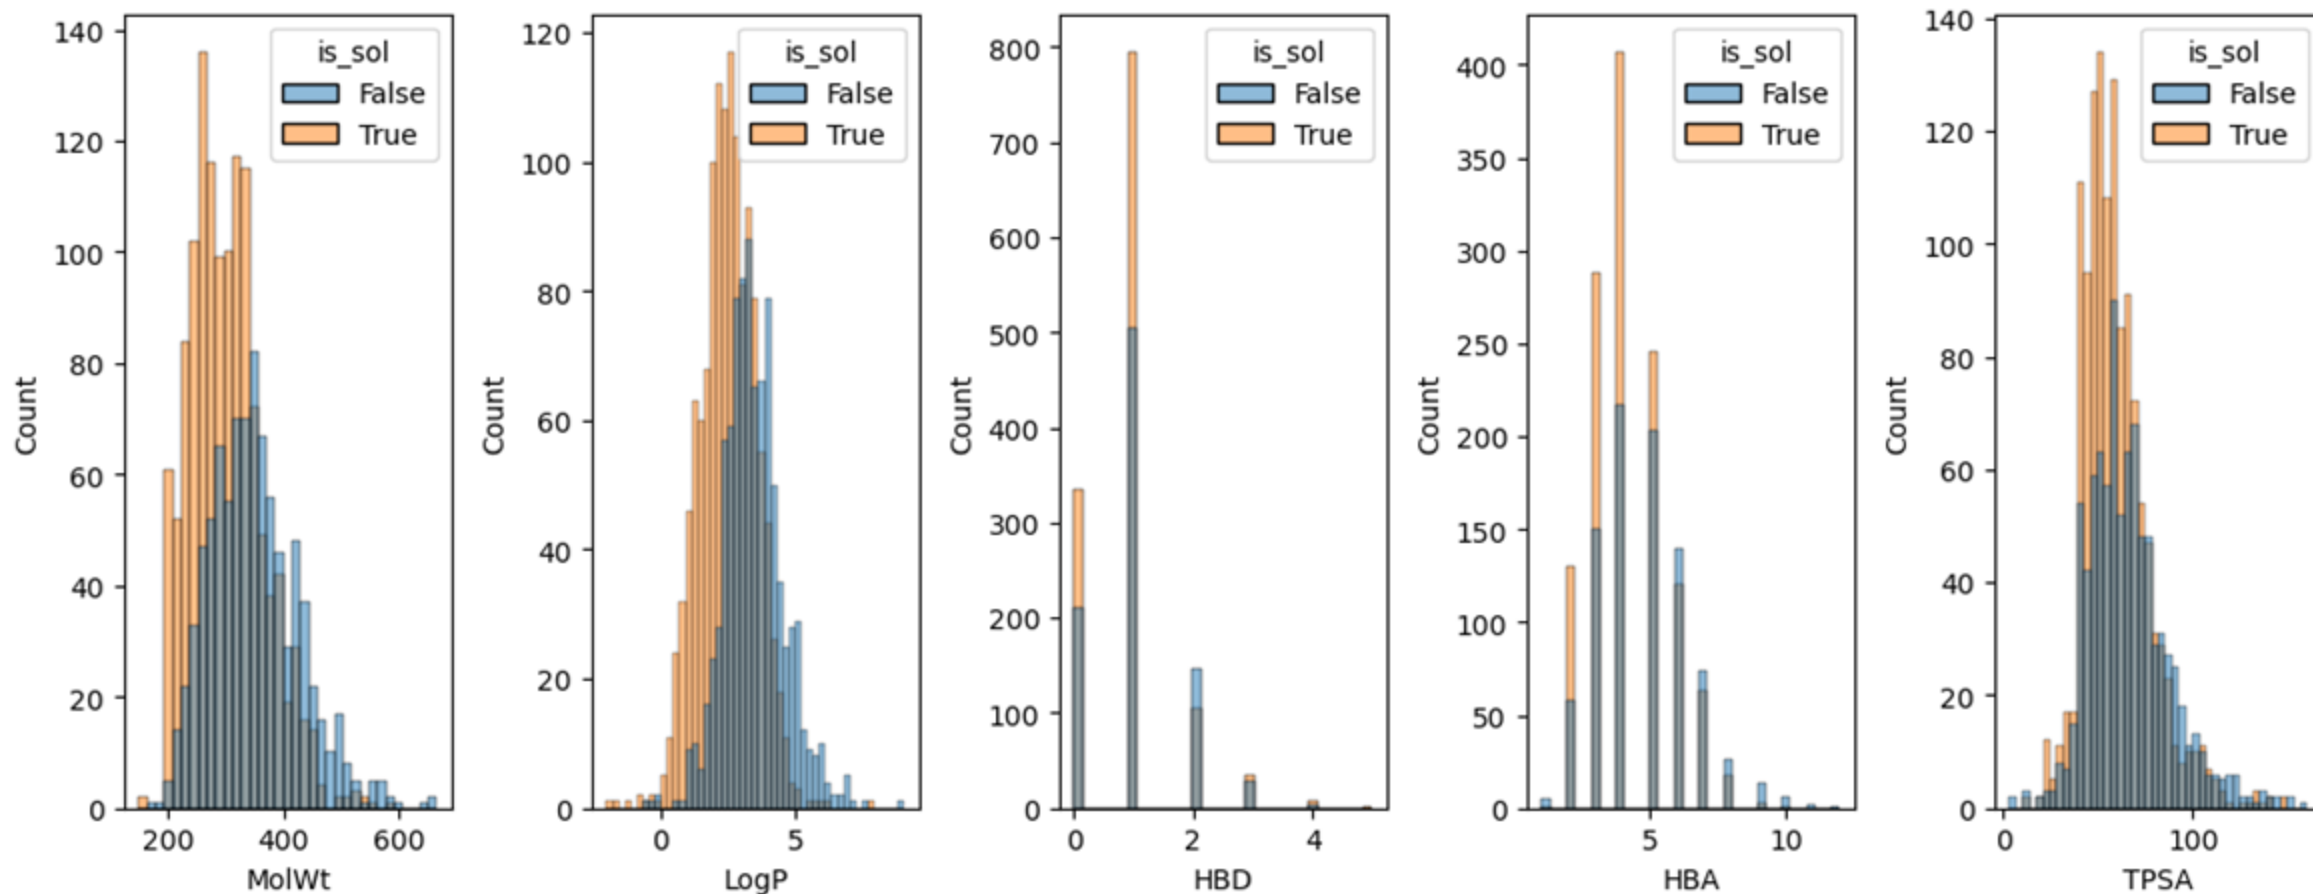 140
120
100
80
60
40
20
0
Count
200 400 600
MolWt
is_sol
False
True
120
100
80
60
40
20
0
Count
0 5
LogP
is_sol
False
True
800
700
600
500
400
300
200
100
0
Count
0 2 4
HBD
is_sol
False
True
400
350
300
250
200
150
100
50
0
Count
5 10
HBA
is_sol
False
True
140
120
100
80
60
40
20
0
Count
0 100
TPSA
is_sol
False
True